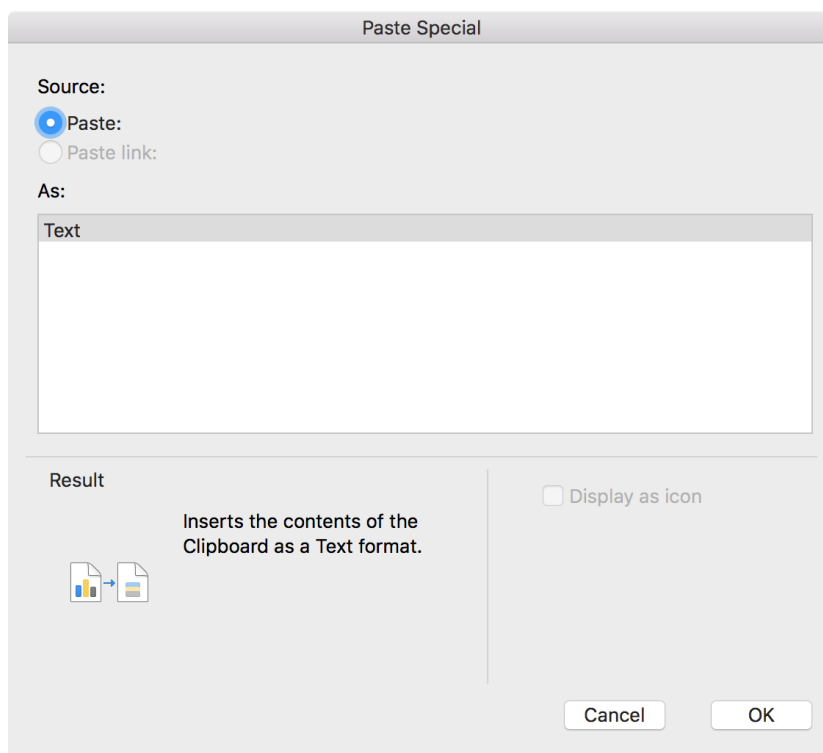 Paste Special
Source:
Paste:
Paste link:
As:
Text
Result
Inserts the contents of the
Clipboard as a Text format.
Display as icon
Cancel
OK